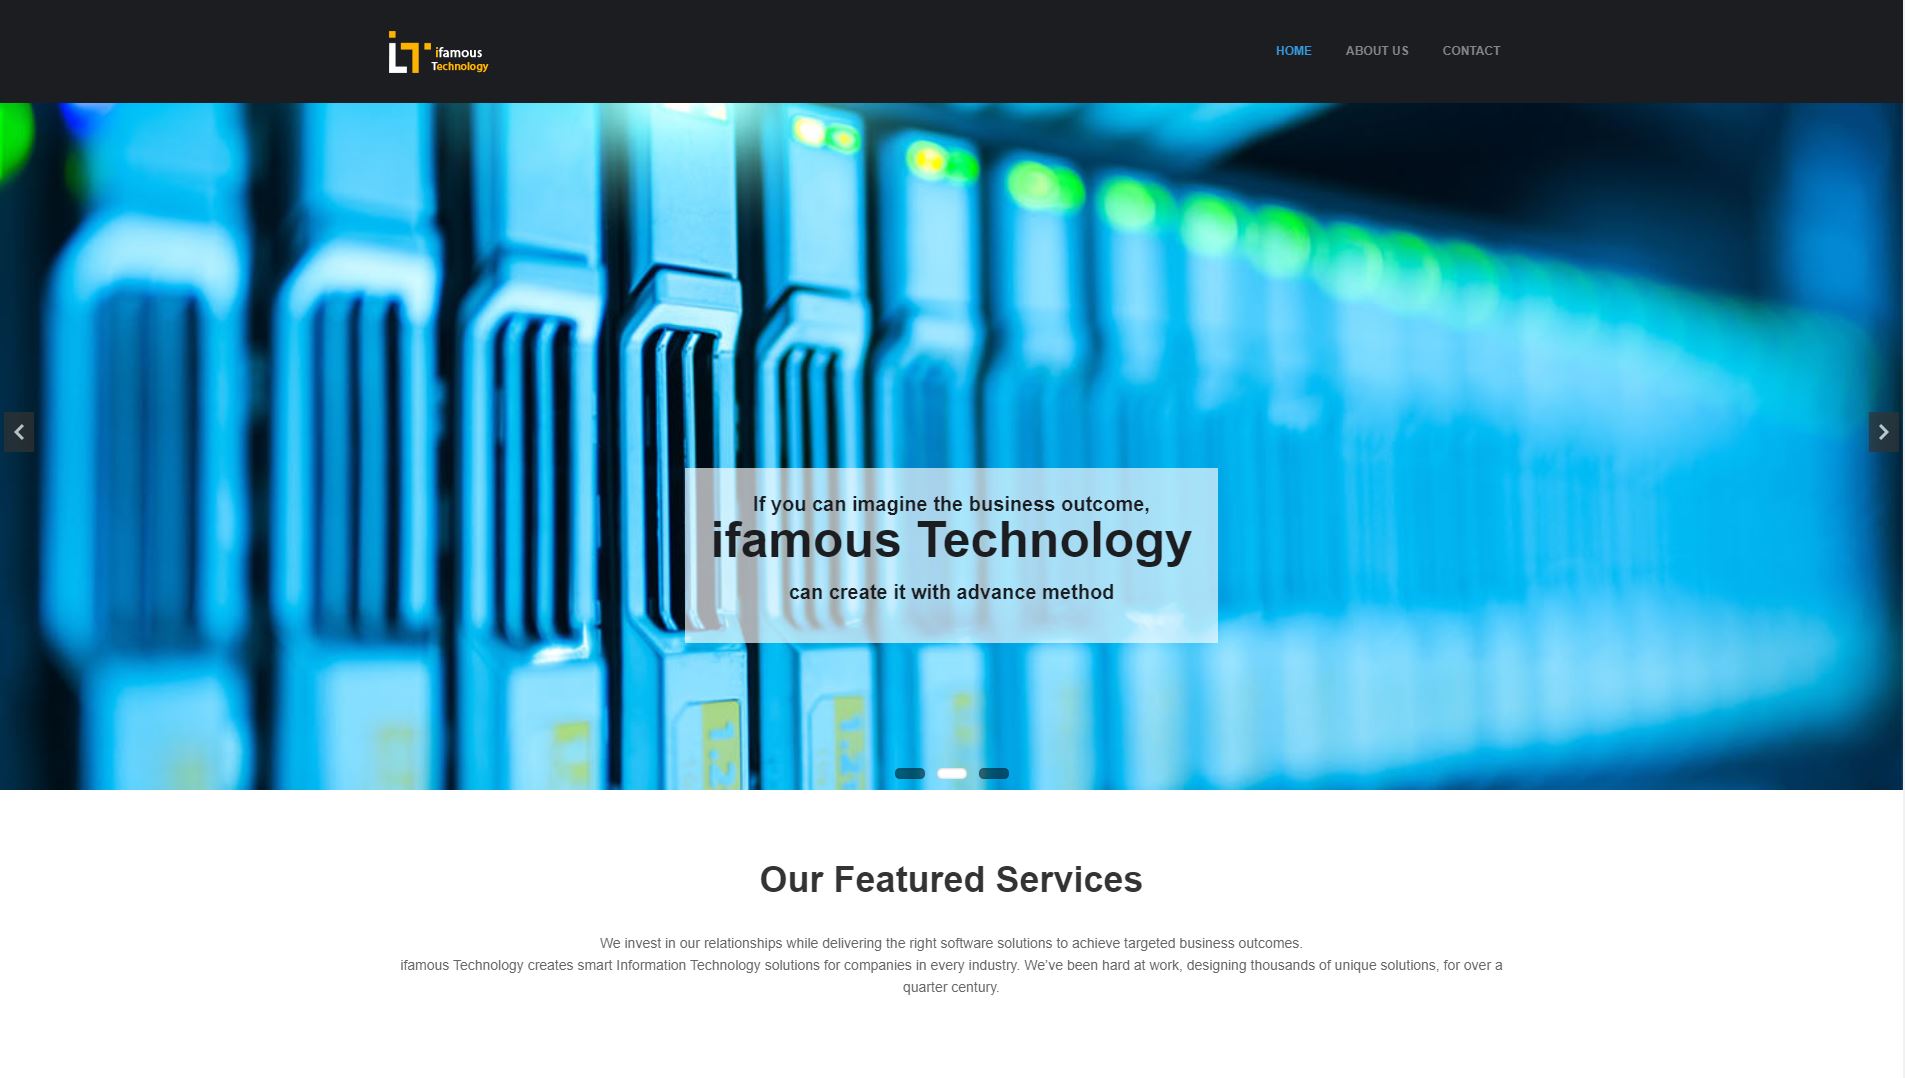 ifamous
Technology
HOME
ABOUT US
CONTACT
If you can imagine the business outcome,
ifamous Technology
can create it with advance method
Our Featured Services
We invest in our relationships while delivering the right software solutions to achieve targeted business outcomes.
ifamous Technology creates smart Information Technology solutions for companies in every industry. We’ve been hard at work, designing thousands of unique solutions, for over a
quarter century.